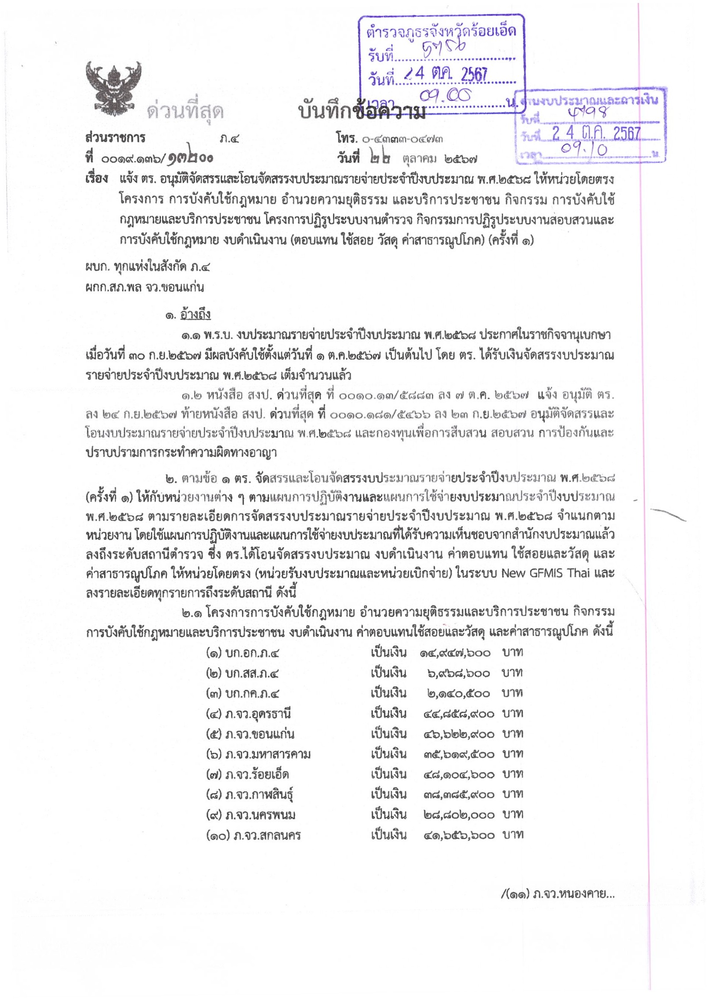 ตำรวจภูธรจังหวัดร้อยเอ็ด
รับที่
วันที่ 24 ต.ค. 2567
เวลา 09.00 น.
งานงบประมาณและการเงิน
รับที่ 4798
วันที่ 24 ต.ค. 2567
เวลา 09.10 น.
ด่วนที่สุด บันทึกข้อความ
ส่วนราชการ ภ.๔ โทร. ๐-๔๓๓๓-๐๔๗๓
ที่ ๐๐๑๙.๑๓๖/๑๓๒๐๐ วันที่ ๒๒ ตุลาคม ๒๕๖๗
เรื่อง แจ้ง ตร. อนุมัติจัดสรรและโอนจัดสรรงบประมาณรายจ่ายประจำปีงบประมาณ พ.ศ.๒๕๖๘ ให้หน่วยโดยตรง
โครงการ การบังคับใช้กฎหมาย อำนวยความยุติธรรม และบริการประชาชน กิจกรรม การบังคับใช้
กฎหมายและบริการประชาชน โครงการปฏิรูประบบงานตำรวจ กิจกรรมการปฏิรูประบบงานสอบสวนและ
การบังคับใช้กฎหมาย งบดำเนินงาน (ตอบแทน ใช้สอย วัสดุ ค่าสาธารณูปโภค) (ครั้งที่ ๑)
ผบก. ทุกแห่งในสังกัด ภ.๔
ผกก.สภ.พล จว.ขอนแก่น
๑. อ้างถึง
๑.๑ พ.ร.บ. งบประมาณรายจ่ายประจำปีงบประมาณ พ.ศ.๒๕๖๘ ประกาศในราชกิจจานุเบกษา
เมื่อวันที่ ๓๐ ก.ย.๒๕๖๗ มีผลบังคับใช้ตั้งแต่วันที่ ๑ ต.ค.๒๕๖๗ เป็นต้นไป โดย ตร. ได้รับเงินจัดสรรงบประมาณ
รายจ่ายประจำปีงบประมาณ พ.ศ.๒๕๖๘ เต็มจำนวนแล้ว
๑.๒ หนังสือ สงป. ด่วนที่สุด ที่ ๐๐๑๐.๑๓/๕๘๘๓ ลง ๗ ต.ค. ๒๕๖๗ แจ้ง อนุมัติ ตร.
ลง ๒๔ ก.ย.๒๕๖๗ ท้ายหนังสือ สงป. ด่วนที่สุด ที่ ๐๐๑๐.๑๘๑/๕๔๖๖ ลง ๒๓ ก.ย.๒๕๖๗ อนุมัติจัดสรรและ
โอนงบประมาณรายจ่ายประจำปีงบประมาณ พ.ศ.๒๕๖๘ และกองทุนเพื่อการสืบสวน สอบสวน การป้องกันและ
ปราบปรามการกระทำความผิดทางอาญา
๒. ตามข้อ ๑ ตร. จัดสรรและโอนจัดสรรงบประมาณรายจ่ายประจำปีงบประมาณ พ.ศ.๒๕๖๘
(ครั้งที่ ๑) ให้กับหน่วยงานต่าง ๆ ตามแผนการปฏิบัติงานและแผนการใช้จ่ายงบประมาณประจำปีงบประมาณ
พ.ศ.๒๕๖๘ ตามรายละเอียดการจัดสรรงบประมาณรายจ่ายประจำปีงบประมาณ พ.ศ.๒๕๖๘ จำแนกตาม
หน่วยงาน โดยใช้แผนการปฏิบัติงานและแผนการใช้จ่ายงบประมาณที่ได้รับความเห็นชอบจากสำนักงบประมาณแล้ว
ลงถึงระดับสถานีตำรวจ ซึ่ง ตร.ได้โอนจัดสรรงบประมาณ งบดำเนินงาน ค่าตอบแทน ใช้สอยและวัสดุ และ
ค่าสาธารณูปโภค ให้หน่วยโดยตรง (หน่วยรับงบประมาณและหน่วยเบิกจ่าย) ในระบบ New GFMIS Thai และ
ลงรายละเอียดทุกรายการถึงระดับสถานี ดังนี้
๒.๑ โครงการการบังคับใช้กฎหมาย อำนวยความยุติธรรมและบริการประชาชน กิจกรรม
การบังคับใช้กฎหมายและบริการประชาชน งบดำเนินงาน ค่าตอบแทนใช้สอยและวัสดุ และค่าสาธารณูปโภค ดังนี้
(๑) บก.อก.ภ.๔ เป็นเงิน ๑๔,๙๔๗,๖๐๐ บาท
(๒) บก.สส.ภ.๔ เป็นเงิน ๖,๙๖๘,๖๐๐ บาท
(๓) บก.กค.ภ.๔ เป็นเงิน ๒,๑๔๐,๕๐๐ บาท
(๔) ภ.จว.อุดรธานี เป็นเงิน ๔๔,๘๕๘,๙๐๐ บาท
(๕) ภ.จว.ขอนแก่น เป็นเงิน ๔๖,๖๒๒,๙๐๐ บาท
(๖) ภ.จว.มหาสารคาม เป็นเงิน ๓๕,๖๑๙,๕๐๐ บาท
(๗) ภ.จว.ร้อยเอ็ด เป็นเงิน ๔๘,๑๐๔,๖๐๐ บาท
(๘) ภ.จว.กาฬสินธุ์ เป็นเงิน ๓๘,๓๘๕,๙๐๐ บาท
(๙) ภ.จว.นครพนม เป็นเงิน ๒๘,๘๐๒,๐๐๐ บาท
(๑๐) ภ.จว.สกลนคร เป็นเงิน ๔๑,๖๕๖,๖๐๐ บาท
/(๑๑) ภ.จว.หนองคาย...